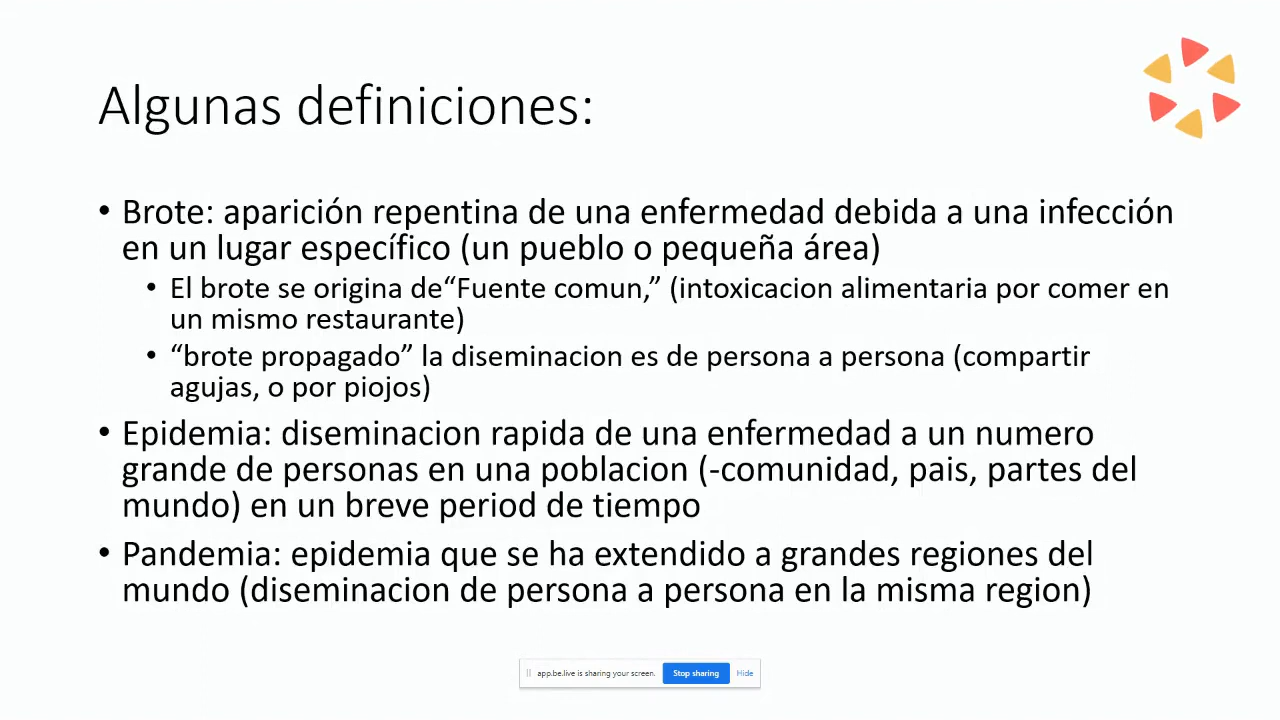 Algunas definiciones:
• Brote: aparición repentina de una enfermedad debida a una infección
en un lugar específico (un pueblo o pequeña área)
• El brote se origina de“Fuente comun,” (intoxicacion alimentaria por comer en
un mismo restaurante)
• “brote propagado” la diseminacion es de persona a persona (compartir
agujas, o por piojos)
• Epidemia: diseminacion rapida de una enfermedad a un numero
grande de personas en una poblacion (-comunidad, pais, partes del
mundo) en un breve period de tiempo
• Pandemia: epidemia que se ha extendido a grandes regiones del
mundo (diseminacion de persona a persona en la misma region)
app.be.live is sharing your screen. Stop sharing Hide